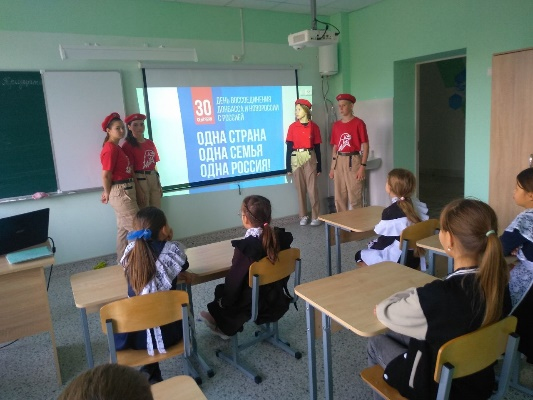 30
СЕНТЯБРЯ
ДЕНЬ ВОССОЕДИНЕНИЯ
ДОНБАССА И НОВОРОССИИ
С РОССИЕЙ
ОДНА СТРАНА
ОДНА СЕМЬЯ
ОДНА РОССИЯ!